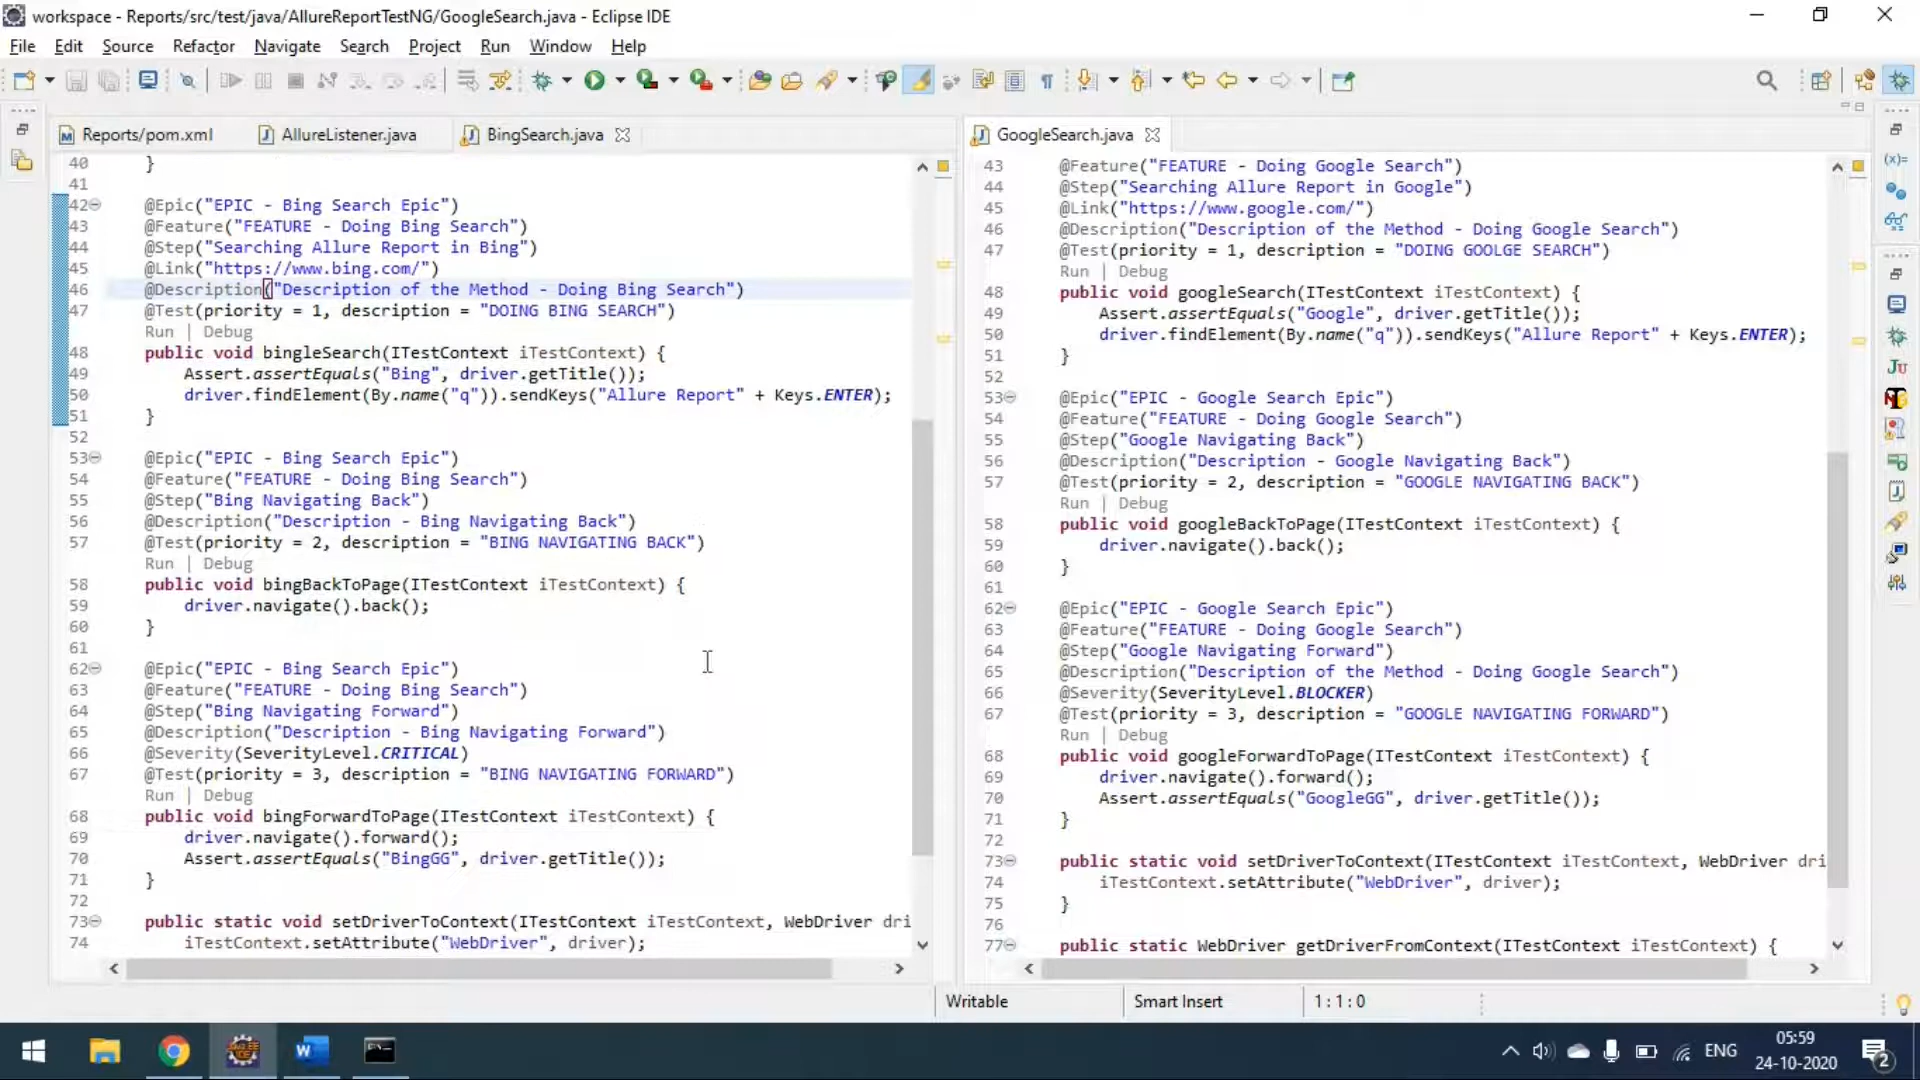 workspace - Reports/src/test/java/AllureReportTestNG/GoogleSearch.java - Eclipse IDE
File Edit Source Refactor Navigate Search Project Run Window Help
Reports/pom.xml AllureListener.java BingSearch.java
40 }
41
42 @Epic("EPIC - Bing Search Epic")
43 @Feature("FEATURE - Doing Bing Search")
44 @Step("Searching Allure Report in Bing")
45 @Link("https://www.bing.com/")
46 @Description("Description of the Method - Doing Bing Search")
47 @Test(priority = 1, description = "DOING BING SEARCH")
Run | Debug
48 public void bingleSearch(ITestContext iTestContext) {
49 Assert.assertEquals("Bing", driver.getTitle());
50 driver.findElement(By.name("q")).sendKeys("Allure Report" + Keys.ENTER);
51 }
52
53 @Epic("EPIC - Bing Search Epic")
54 @Feature("FEATURE - Doing Bing Search")
55 @Step("Bing Navigating Back")
56 @Description("Description - Bing Navigating Back")
57 @Test(priority = 2, description = "BING NAVIGATING BACK")
Run | Debug
58 public void bingBackToPage(ITestContext iTestContext) {
59 driver.navigate().back();
60 }
61
62 @Epic("EPIC - Bing Search Epic")
63 @Feature("FEATURE - Doing Bing Search")
64 @Step("Bing Navigating Forward")
65 @Description("Description - Bing Navigating Forward")
66 @Severity(SeverityLevel.CRITICAL)
67 @Test(priority = 3, description = "BING NAVIGATING FORWARD")
Run | Debug
68 public void bingForwardToPage(ITestContext iTestContext) {
69 driver.navigate().forward();
70 Assert.assertEquals("BingGG", driver.getTitle());
71 }
72
73 public static void setDriverToContext(ITestContext iTestContext, WebDriver dri
74 iTestContext.setAttribute("WebDriver", driver);
GoogleSearch.java
43 @Feature("FEATURE - Doing Google Search")
44 @Step("Searching Allure Report in Google")
45 @Link("https://www.google.com/")
46 @Description("Description of the Method - Doing Google Search")
47 @Test(priority = 1, description = "DOING GOOLGE SEARCH")
Run | Debug
48 public void googleSearch(ITestContext iTestContext) {
49 Assert.assertEquals("Google", driver.getTitle());
50 driver.findElement(By.name("q")).sendKeys("Allure Report" + Keys.ENTER);
51 }
52
53 @Epic("EPIC - Google Search Epic")
54 @Feature("FEATURE - Doing Google Search")
55 @Step("Google Navigating Back")
56 @Description("Description - Google Navigating Back")
57 @Test(priority = 2, description = "GOOGLE NAVIGATING BACK")
Run | Debug
58 public void googleBackToPage(ITestContext iTestContext) {
59 driver.navigate().back();
60 }
61
62 @Epic("EPIC - Google Search Epic")
63 @Feature("FEATURE - Doing Google Search")
64 @Step("Google Navigating Forward")
65 @Description("Description of the Method - Doing Google Search")
66 @Severity(SeverityLevel.BLOCKER)
67 @Test(priority = 3, description = "GOOGLE NAVIGATING FORWARD")
Run | Debug
68 public void googleForwardToPage(ITestContext iTestContext) {
69 driver.navigate().forward();
70 Assert.assertEquals("GoogleGG", driver.getTitle());
71 }
72
73 public static void setDriverToContext(ITestContext iTestContext, WebDriver dri
74 iTestContext.setAttribute("WebDriver", driver);
75 }
76
77 public static WebDriver getDriverFromContext(ITestContext iTestContext) {
Writable Smart Insert 1:1:0
ENG 05:59
24-10-2020
2